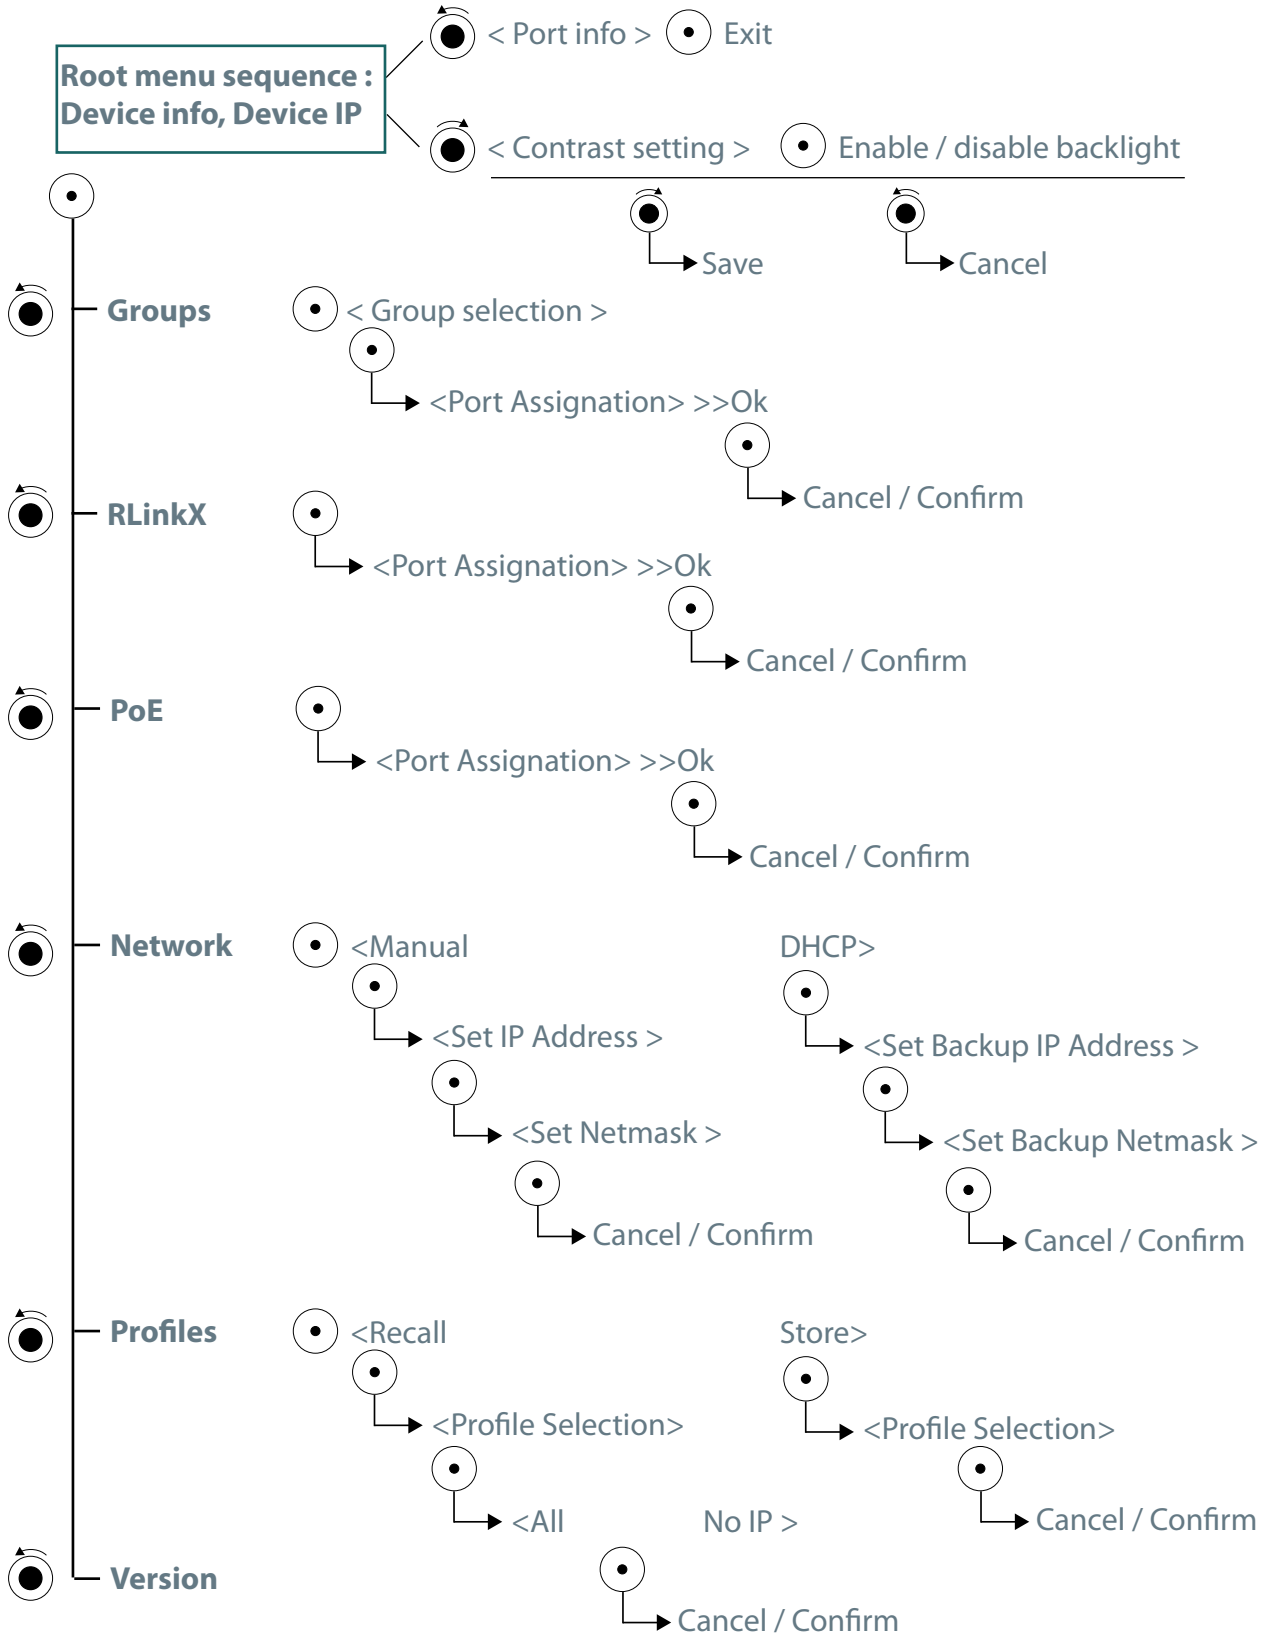 < Port info > Exit
Root menu sequence :
Device info, Device IP
< Contrast setting > Enable / disable backlight
Save Cancel
Groups < Group selection >
<Port Assignation> >>Ok
Cancel / Confirm
RLinkX
<Port Assignation> >>Ok
Cancel / Confirm
PoE
<Port Assignation> >>Ok
Cancel / Confirm
Network <Manual DHCP>
<Set IP Address > <Set Backup IP Address >
<Set Netmask > <Set Backup Netmask >
Cancel / Confirm Cancel / Confirm
Profiles <Recall Store>
<Profile Selection> <Profile Selection>
<All No IP > Cancel / Confirm
Version
Cancel / Confirm